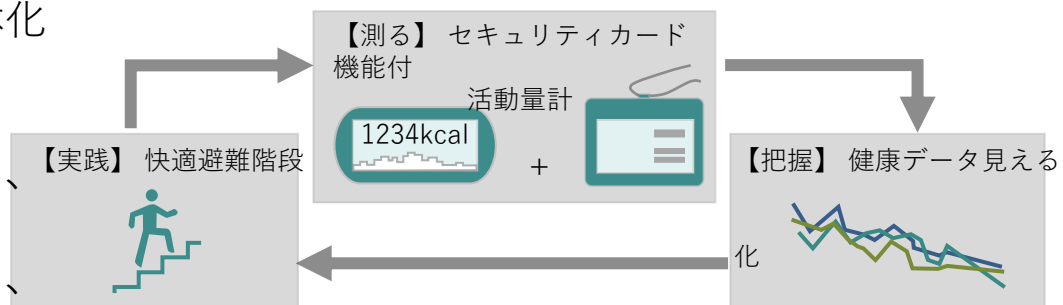 化
【測る】 セキュリティカード
機能付
活動量計
1234kcal
+
【実践】 快適避難階段
、
、
【把握】 健康データ見える
化